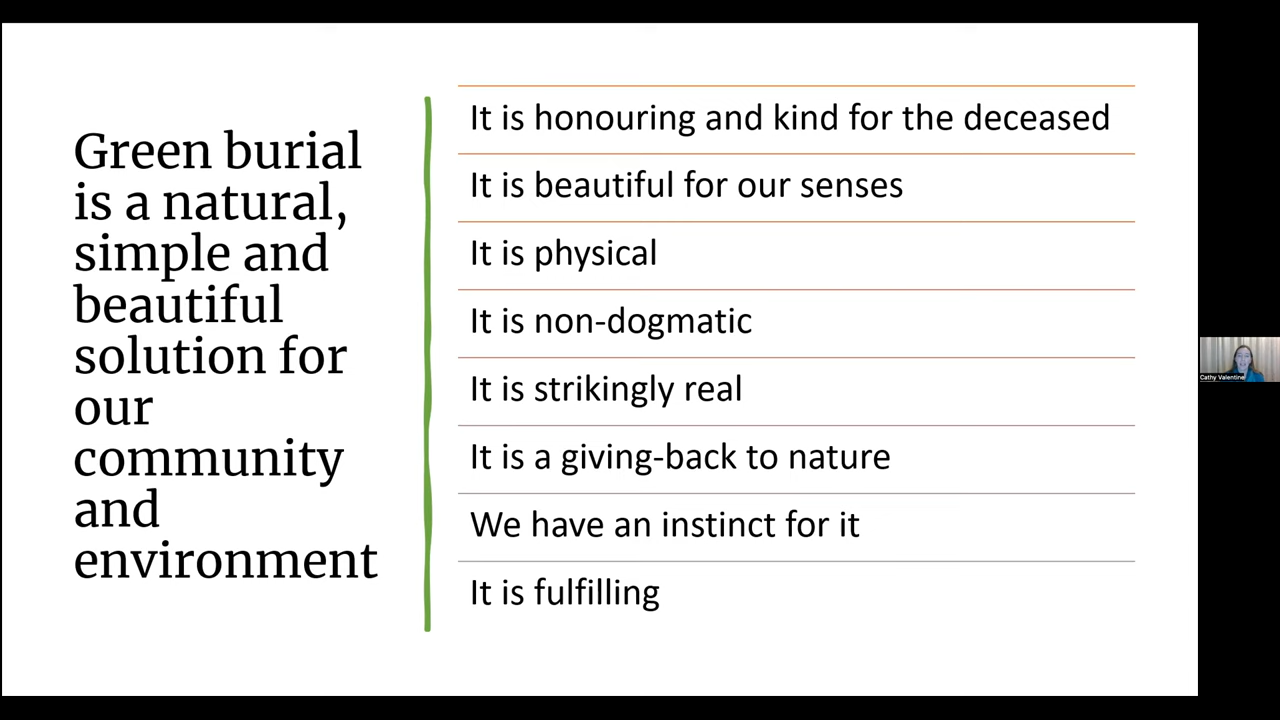 Green burial
is a natural,
simple and
beautiful
solution for
our
community
and
environment
It is honouring and kind for the deceased
It is beautiful for our senses
It is physical
It is non-dogmatic
It is strikingly real
It is a giving-back to nature
We have an instinct for it
It is fulfilling
Cathy Valentine